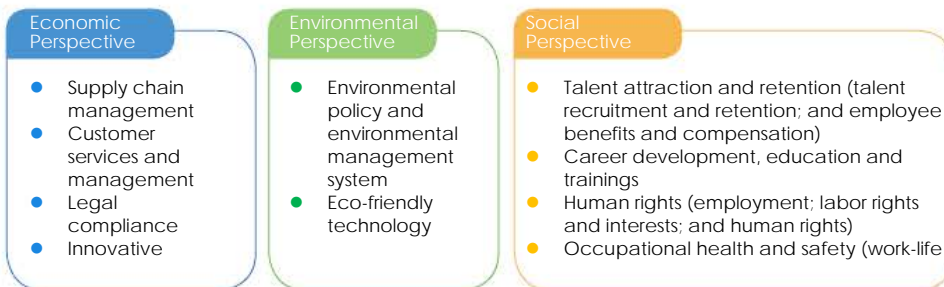 Economic
Perspective
Supply chain
management
Customer
services and
management
Legal
compliance
Innovative
Environmental
Perspective
Environmental
policy and
environmental
management
system
Eco-friendly
technology
Social
Perspective
Talent attraction and retention (talent
recruitment and retention; and employee
benefits and compensation)
Career development, education and
trainings
Human rights (employment; labor rights
and interests; and human rights)
Occupational health and safety (work-life